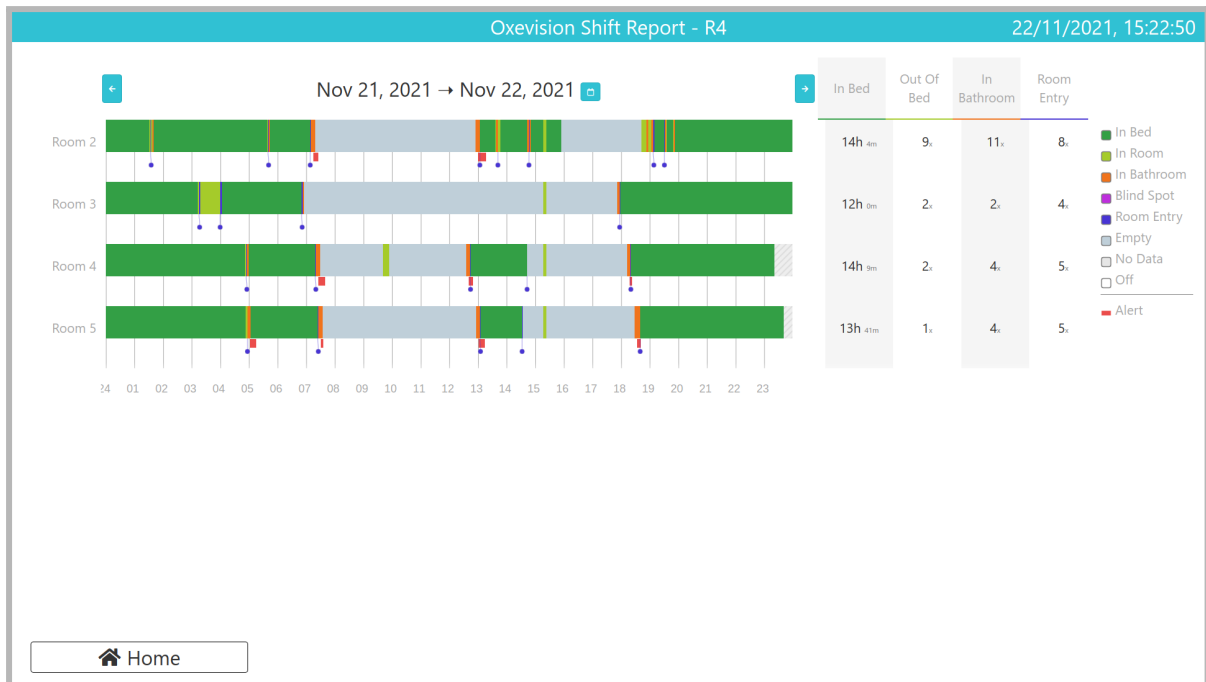 Oxevision Shift Report - R4
22/11/2021, 15:22:50
Nov 21, 2021 → Nov 22, 2021
In Bed
Out Of
Bed
In
Bathroom
Room
Entry
Room 2
14h 4m
9x
11x
8x
Room 3
12h 0m
2x
2x
4x
Room 4
14h 9m
2x
4x
5x
Room 5
13h 41m
1x
4x
5x
24 01 02 03 04 05 06 07 08 09 10 11 12 13 14 15 16 17 18 19 20 21 22 23
In Bed
In Room
In Bathroom
Blind Spot
Room Entry
Empty
No Data
Off
Alert
Home